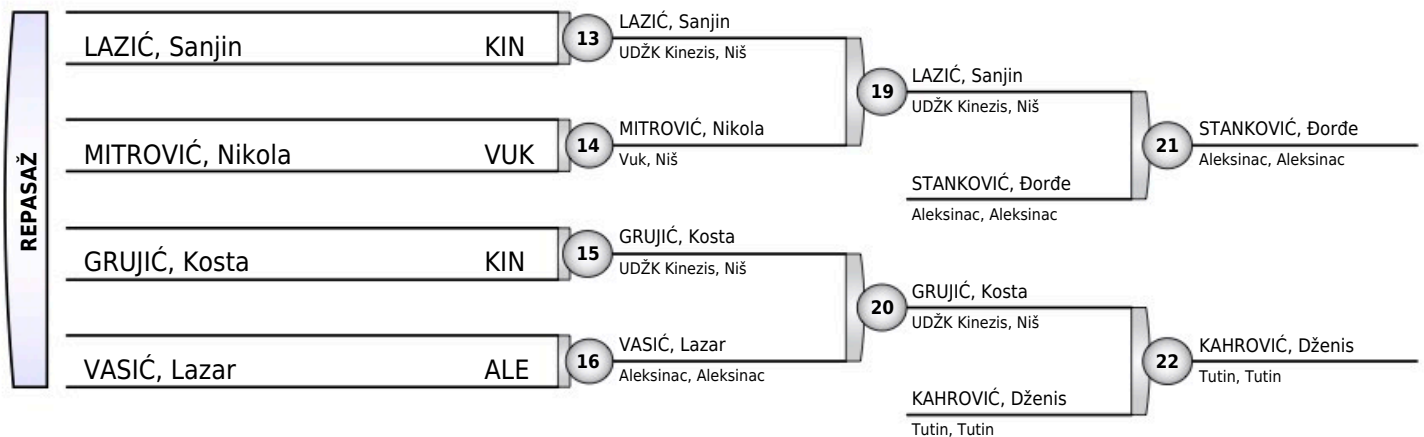 REPASAŽ
LAZIĆ, Sanjin KIN
MITROVIĆ, Nikola VUK
GRUJIĆ, Kosta KIN
VASIĆ, Lazar ALE
13
LAZIĆ, Sanjin
UDŽK Kinezis, Niš
14
MITROVIĆ, Nikola
Vuk, Niš
15
GRUJIĆ, Kosta
UDŽK Kinezis, Niš
16
VASIĆ, Lazar
Aleksinac, Aleksinac
19
LAZIĆ, Sanjin
UDŽK Kinezis, Niš
STANKOVIĆ, Đorđe
Aleksinac, Aleksinac
20
GRUJIĆ, Kosta
UDŽK Kinezis, Niš
KAHROVIĆ, Dženis
Tutin, Tutin
21
STANKOVIĆ, Đorđe
Aleksinac, Aleksinac
22
KAHROVIĆ, Dženis
Tutin, Tutin